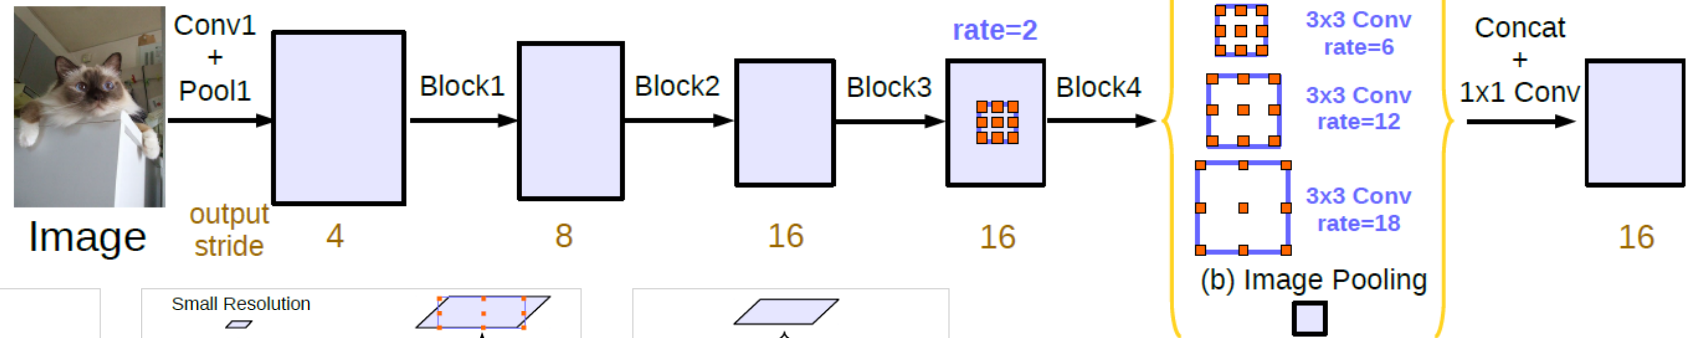 Conv1
+
Pool1
Image
output
stride
4
Block1
8
Block2
16
Block3
rate=2
16
Block4
3x3 Conv
rate=6
3x3 Conv
rate=12
3x3 Conv
rate=18
(b) Image Pooling
Concat
+
1x1 Conv
16
Small Resolution